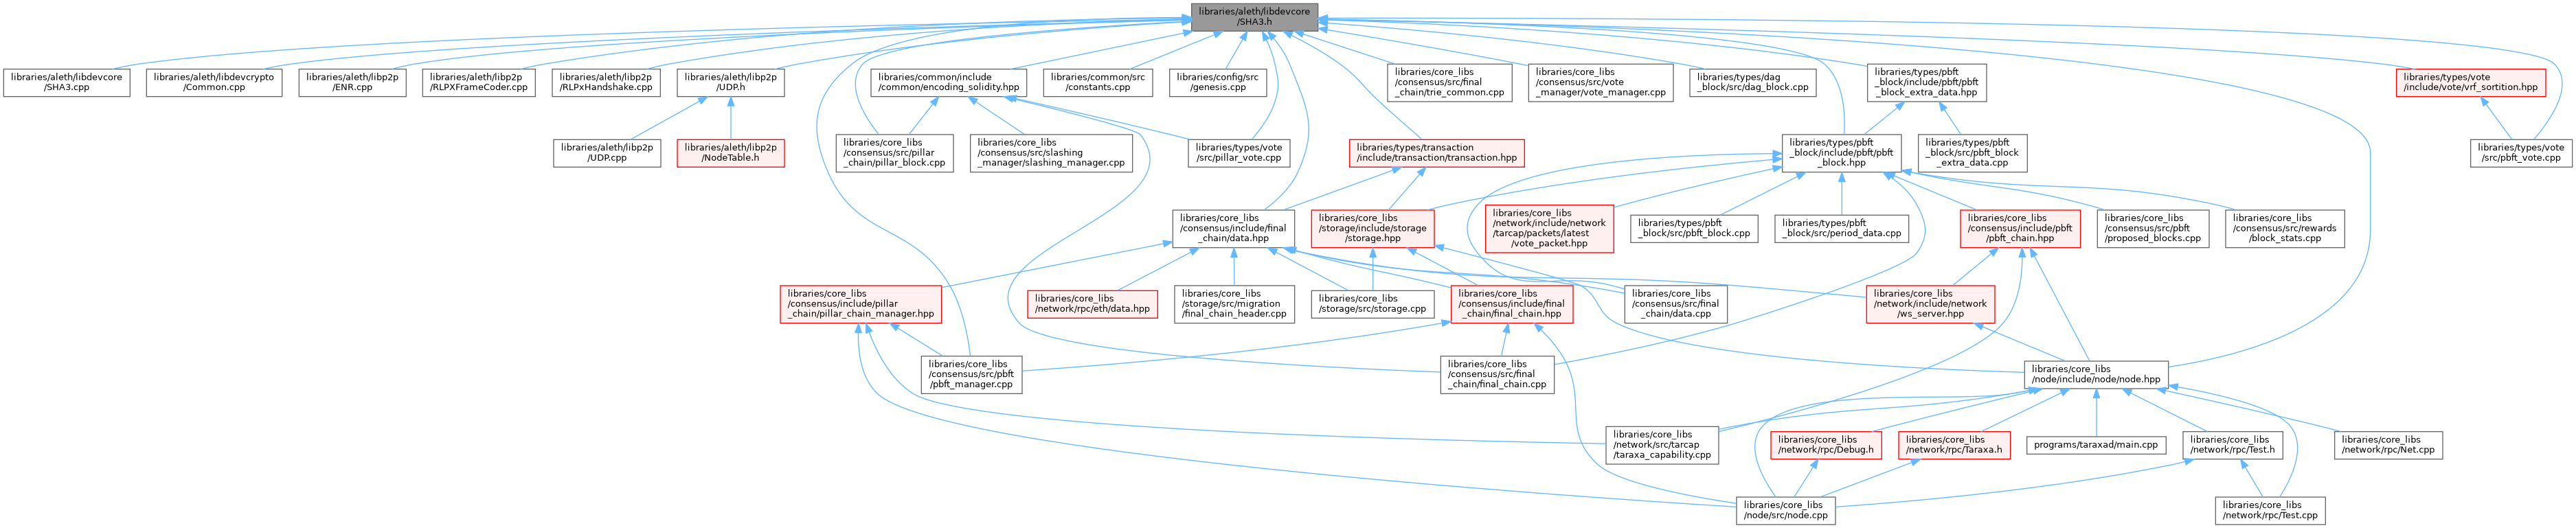 libraries/aleth/libdevcore
/SHA3.h
libraries/aleth/libdevcore
/SHA3.cpp
libraries/aleth/libdevcrypto
/Common.cpp
libraries/aleth/libp2p
/ENR.cpp
libraries/aleth/libp2p
/RLPXFrameCoder.cpp
libraries/aleth/libp2p
/RLPxHandshake.cpp
libraries/aleth/libp2p
/UDP.h
libraries/common/include
/common/encoding_solidity.hpp
libraries/common/src
/constants.cpp
libraries/config/src
/genesis.cpp
libraries/core_libs
/consensus/src/final
_chain/trie_common.cpp
libraries/core_libs
/consensus/src/vote
_manager/vote_manager.cpp
libraries/types/dag
_block/src/dag_block.cpp
libraries/types/pbft
_block/include/pbft/pbft
_block_extra_data.hpp
libraries/types/vote
/include/vote/vrf_sortition.hpp
libraries/aleth/libp2p
/UDP.cpp
libraries/aleth/libp2p
/NodeTable.h
libraries/core_libs
/consensus/src/pillar
_chain/pillar_block.cpp
libraries/core_libs
/consensus/src/slashing
_manager/slashing_manager.cpp
libraries/types/vote
/src/pillar_vote.cpp
libraries/types/transaction
/include/transaction/transaction.hpp
libraries/types/pbft
_block/include/pbft/pbft
_block.hpp
libraries/types/pbft
_block/src/pbft_block
_extra_data.cpp
libraries/types/vote
/src/pbft_vote.cpp
libraries/core_libs
/consensus/include/final
_chain/data.hpp
libraries/core_libs
/storage/include/storage
/storage.hpp
libraries/core_libs
/network/include/network
/tarcap/packets/latest
/vote_packet.hpp
libraries/types/pbft
_block/src/pbft_block.cpp
libraries/types/pbft
_block/src/period_data.cpp
libraries/core_libs
/consensus/include/pbft
/pbft_chain.hpp
libraries/core_libs
/consensus/src/pbft
/proposed_blocks.cpp
libraries/core_libs
/consensus/src/rewards
/block_stats.cpp
libraries/core_libs
/consensus/include/pillar
_chain/pillar_chain_manager.hpp
libraries/core_libs
/network/rpc/eth/data.hpp
libraries/core_libs
/storage/src/migration
/final_chain_header.cpp
libraries/core_libs
/storage/src/storage.cpp
libraries/core_libs
/consensus/include/final
_chain/final_chain.hpp
libraries/core_libs
/consensus/src/final
_chain/data.cpp
libraries/core_libs
/network/include/network
/ws_server.hpp
libraries/core_libs
/consensus/src/pbft
/pbft_manager.cpp
libraries/core_libs
/consensus/src/final
_chain/final_chain.cpp
libraries/core_libs
/node/include/node/node.hpp
libraries/core_libs
/network/src/tarcap
/taraxa_capability.cpp
libraries/core_libs
/network/rpc/Debug.h
libraries/core_libs
/network/rpc/Taraxa.h
programs/taraxad/main.cpp
libraries/core_libs
/network/rpc/Test.h
libraries/core_libs
/network/rpc/Net.cpp
libraries/core_libs
/node/src/node.cpp
libraries/core_libs
/network/rpc/Test.cpp